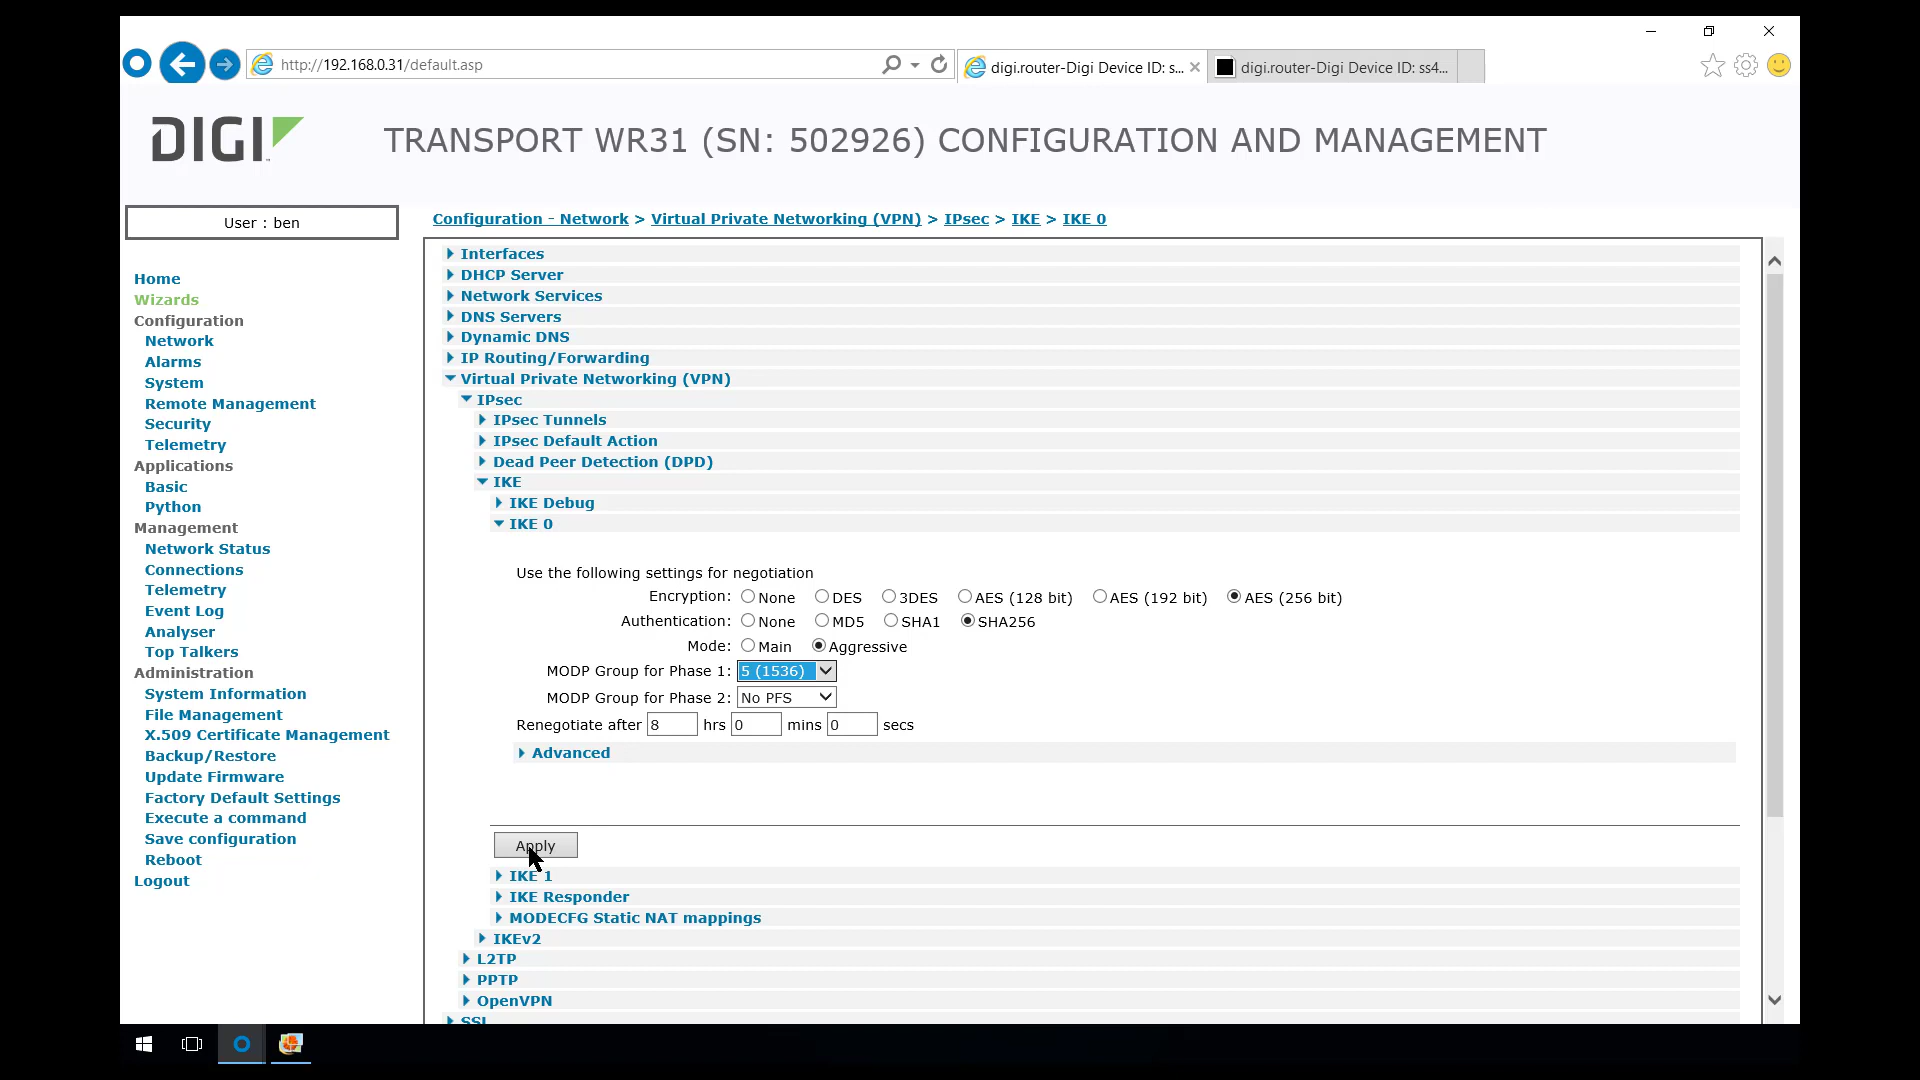 http://192.168.0.31/default.asp
digi.router-Digi Device ID: s...
digi.router-Digi Device ID: ss4...
DIGI
TRANSPORT WR31 (SN: 502926) CONFIGURATION AND MANAGEMENT
User : ben
Configuration - Network > Virtual Private Networking (VPN) > IPsec > IKE > IKE 0
Home
Wizards
Configuration
Network
Alarms
System
Remote Management
Security
Telemetry
Applications
Basic
Python
Management
Network Status
Connections
Telemetry
Event Log
Analyser
Top Talkers
Administration
System Information
File Management
X.509 Certificate Management
Backup/Restore
Update Firmware
Factory Default Settings
Execute a command
Save configuration
Reboot
Logout
Interfaces
DHCP Server
Network Services
DNS Servers
Dynamic DNS
IP Routing/Forwarding
Virtual Private Networking (VPN)
IPsec
IPsec Tunnels
IPsec Default Action
Dead Peer Detection (DPD)
IKE
IKE Debug
IKE 0
Use the following settings for negotiation
Encryption: None DES 3DES AES (128 bit) AES (192 bit) AES (256 bit)
Authentication: None MD5 SHA1 SHA256
Mode: Main Aggressive
MODP Group for Phase 1: 5 (1536)
MODP Group for Phase 2: No PFS
Renegotiate after 8 hrs 0 mins 0 secs
Advanced
Apply
IKE 1
IKE Responder
MODECFG Static NAT mappings
IKEv2
L2TP
PPTP
OpenVPN
SSL